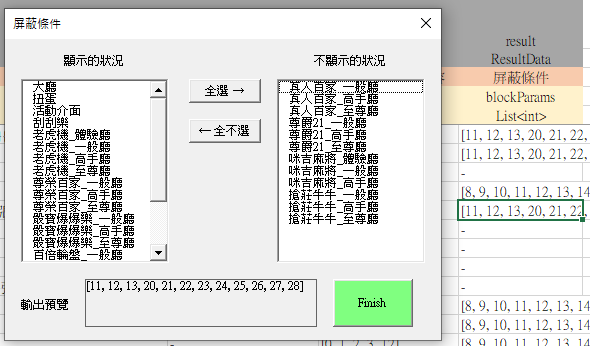 屏蔽條件
顯示的狀況
不顯示的狀況
大廳
扭蛋
活動介面
刮刮樂
老虎機_體驗廳
老虎機_一般廳
老虎機_高手廳
老虎機_至尊廳
尊榮百家_一般廳
尊榮百家_高手廳
尊榮百家_至尊廳
骰寶爆爆樂_一般廳
骰寶爆爆樂_高手廳
骰寶爆爆樂_至尊廳
百倍輪盤_一般廳
全選 →
← 全不選
真人百家_一般廳
真人百家_高手廳
真人百家_至尊廳
尊爵21_一般廳
尊爵21_高手廳
尊爵21_至尊廳
咪吉麻將_體驗廳
咪吉麻將_一般廳
咪吉麻將_高手廳
搶莊牛牛_一般廳
搶莊牛牛_高手廳
搶莊牛牛_至尊廳
輸出預覽
[11, 12, 13, 20, 21, 22, 23, 24, 25, 26, 27, 28]
Finish
result
ResultData
屏蔽條件
blockParams
List<int>
[11, 12, 13, 20, 21, 22,
[11, 12, 13, 20, 21, 22,
-
[8, 9, 10, 11, 12, 13, 14
[11, 12, 13, 20, 21, 22,
-
-
-
[8, 9, 10, 11, 12, 13, 14
[8, 9, 10, 11, 12, 13, 14
[8, 9, 10, 11, 12, 13, 14